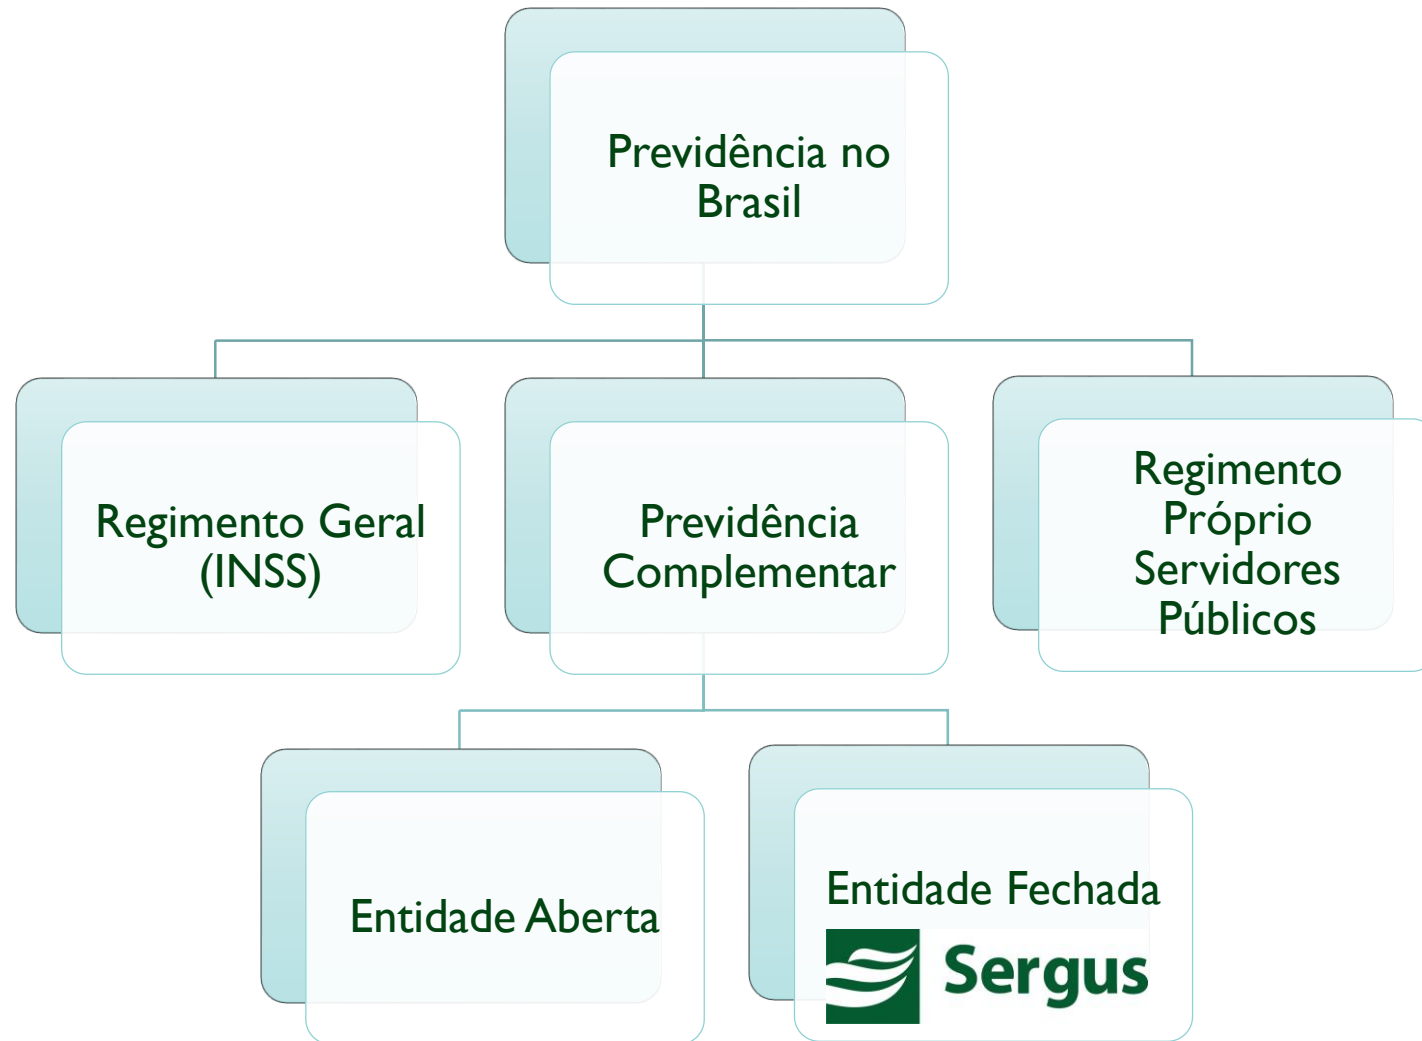 Previdência no
Brasil
Regimento Geral
(INSS)
Previdência
Complementar
Regimento
Próprio
Servidores
Públicos
Entidade Aberta
Entidade Fechada
Sergus